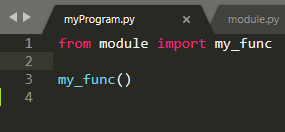 myProgram.py × module.py
1 from module import my_func
2
3 my_func()
4